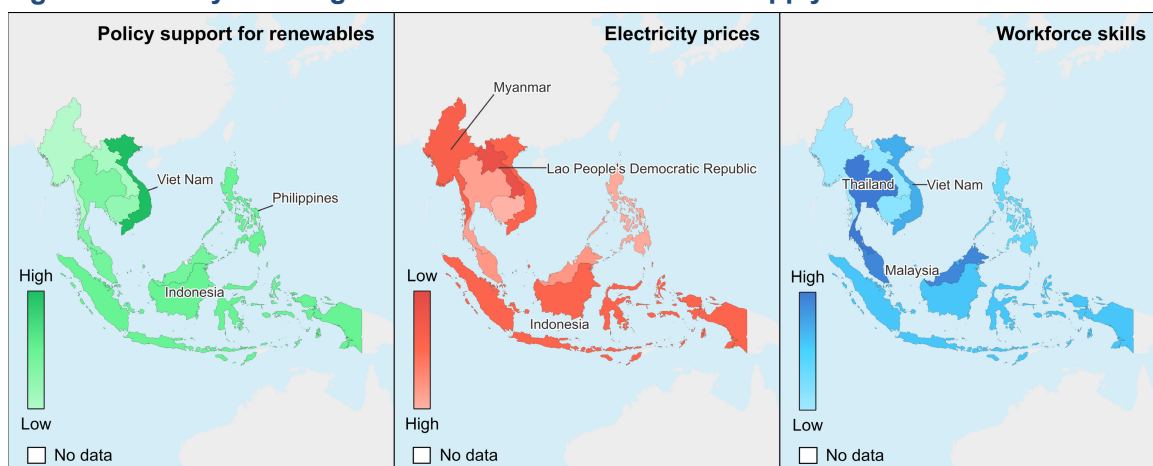 Policy support for renewables
Viet Nam
Philippines
Indonesia
High
Low
No data
Electricity prices
Myanmar
Lao People's Democratic Republic
Indonesia
Low
High
No data
Workforce skills
Thailand
Viet Nam
Malaysia
High
Low
No data